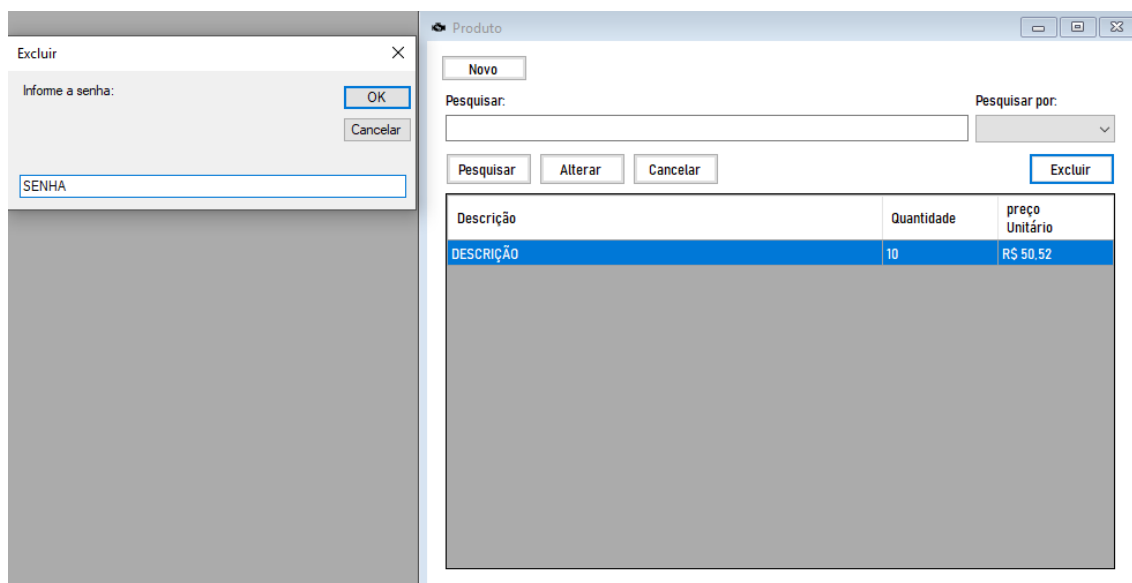 Excluir
Informe a senha:
OK
Cancelar
SENHA
Produto
Novo
Pesquisar:
Pesquisar por:
Pesquisar
Alterar
Cancelar
Excluir
Descrição
Quantidade
preço
Unitário
DESCRIÇÃO
10
R$ 50,52